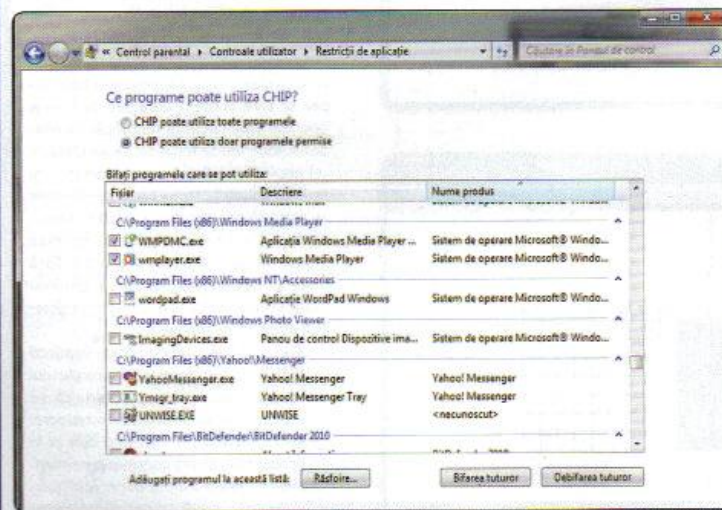 « Control parental ▸ Controale utilizator ▸ Restricții de aplicație
Căutare în Panoul de control
Ce programe poate utiliza CHIP?
CHIP poate utiliza toate programele
CHIP poate utiliza doar programele permise
Bifați programele care se pot utiliza:
Fișier Descriere Nume produs
C:\Program Files (x86)\Windows Media Player
WMPDMC.exe Aplicația Windows Media Player ... Sistem de operare Microsoft® Windo...
wmplayer.exe Windows Media Player Sistem de operare Microsoft® Windo...
C:\Program Files (x86)\Windows NT\Accessories
wordpad.exe Aplicație WordPad Windows Sistem de operare Microsoft® Windo...
C:\Program Files (x86)\Windows Photo Viewer
ImagingDevices.exe Panou de control Dispozitive ima... Sistem de operare Microsoft® Windo...
C:\Program Files (x86)\Yahoo!\Messenger
YahooMessenger.exe Yahoo! Messenger Yahoo! Messenger
Ymsgr_tray.exe Yahoo! Messenger Tray Yahoo! Messenger
UNWISE.EXE UNWISE <necunoscut>
C:\Program Files\BitDefender\BitDefender 2010
Adăugați programul la această listă: Răsfoire... Bifarea tuturor Debifarea tuturor